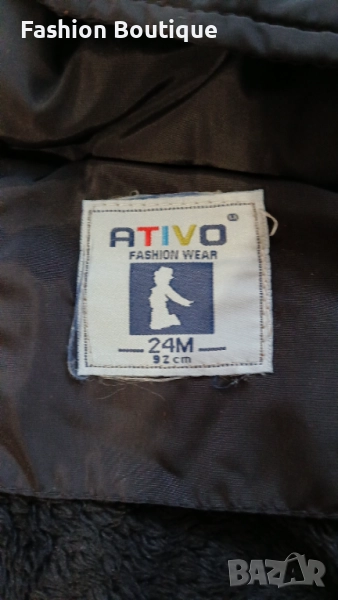 Fashion Boutique
ATIVO
FASHION WEAR
24M
92cm
BAZAR